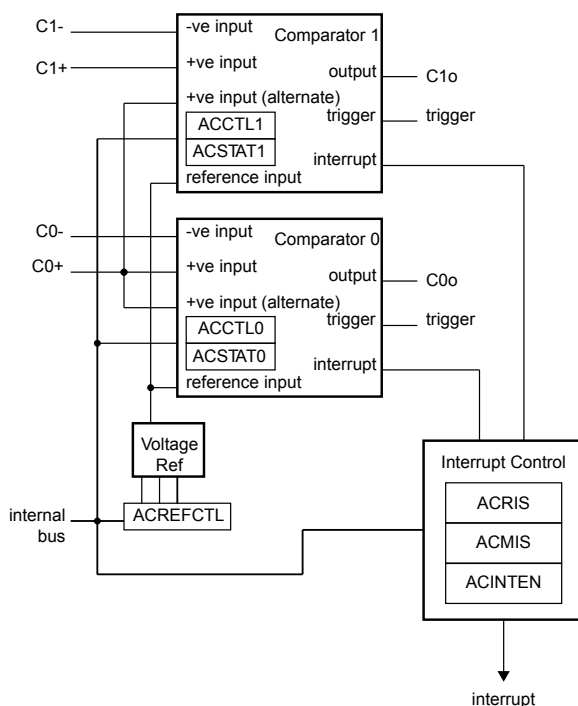 C1-
-ve input
Comparator 1
C1+
+ve input
output
C1o
+ve input (alternate)
trigger
trigger
ACCTL1
ACSTAT1
interrupt
reference input
C0-
-ve input
Comparator 0
C0+
+ve input
output
C0o
+ve input (alternate)
trigger
trigger
ACCTL0
ACSTAT0
interrupt
reference input
Voltage
Ref
Interrupt Control
internal
bus
ACREFCTL
ACRIS
ACMIS
ACINTEN
interrupt